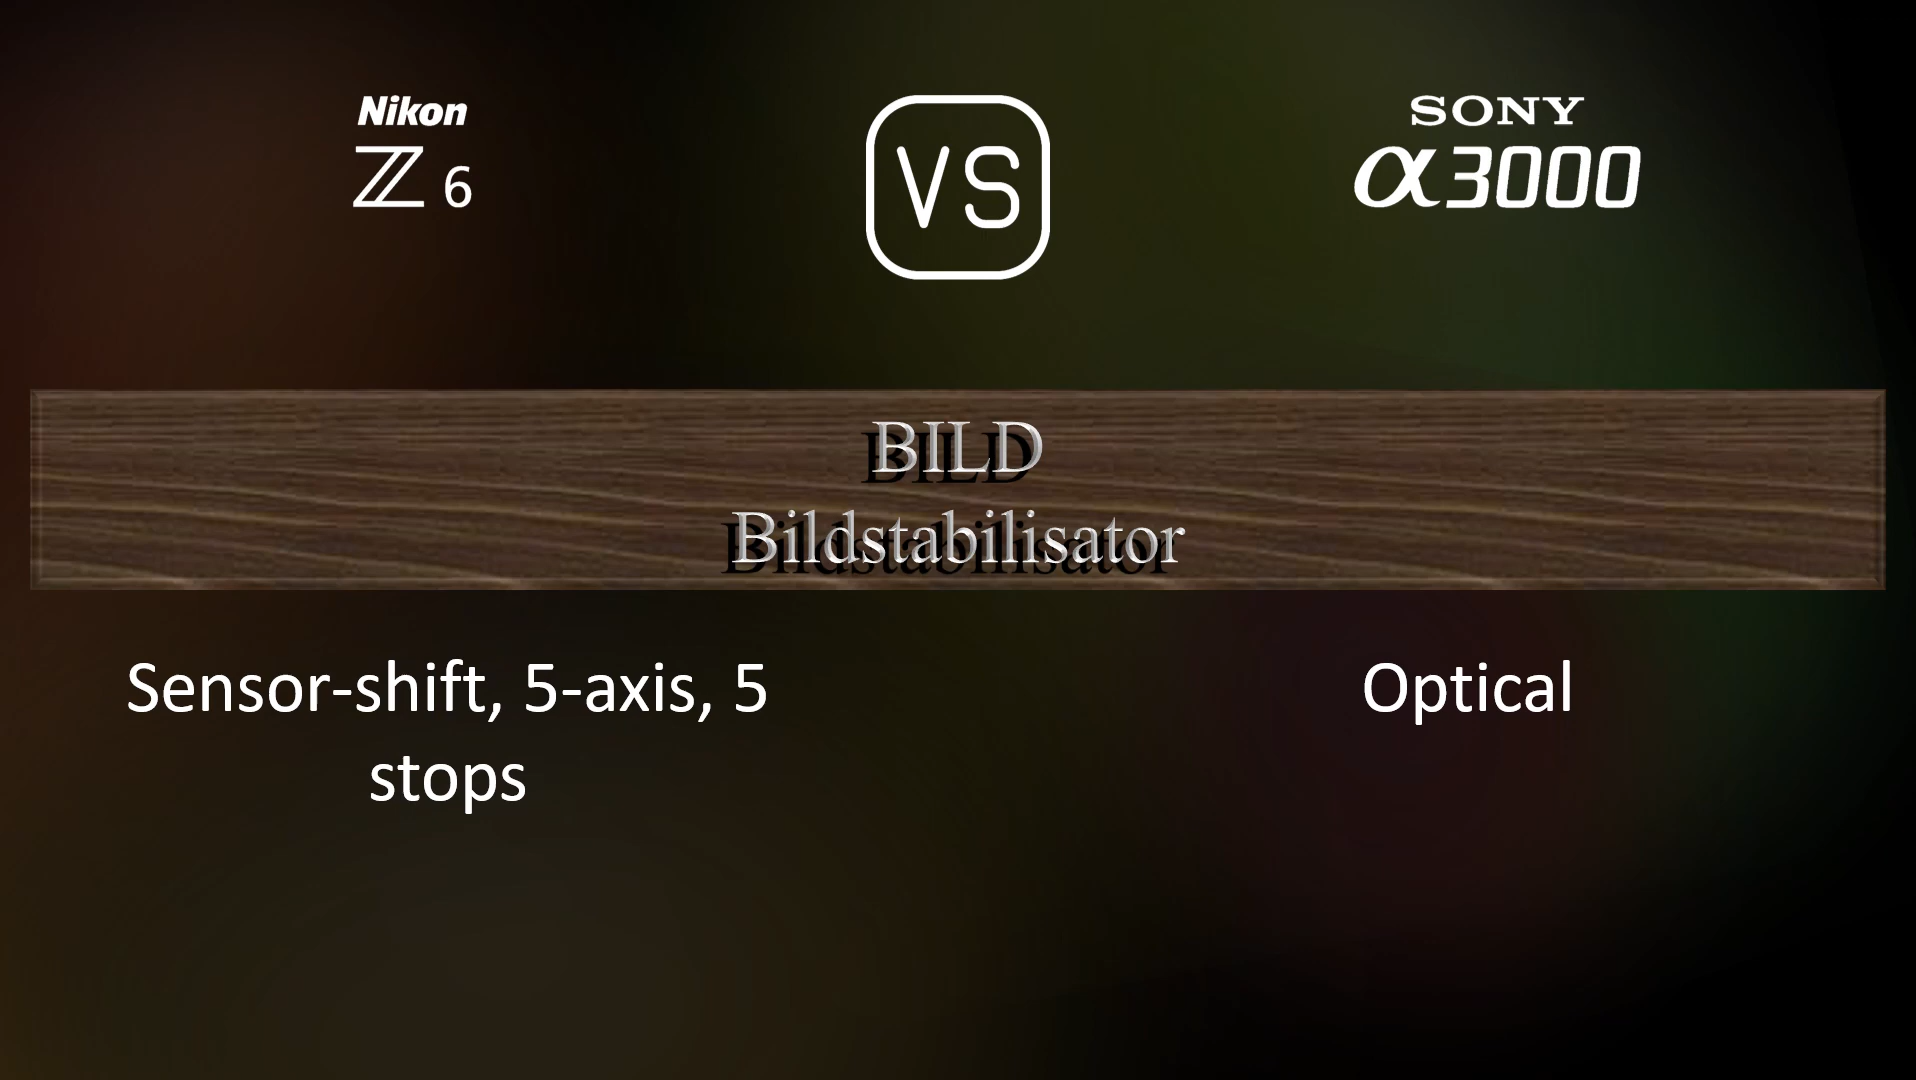 Nikon
Z 6
VS
SONY
α3000
BILD
Bildstabilisator
Sensor-shift, 5-axis, 5
stops
Optical